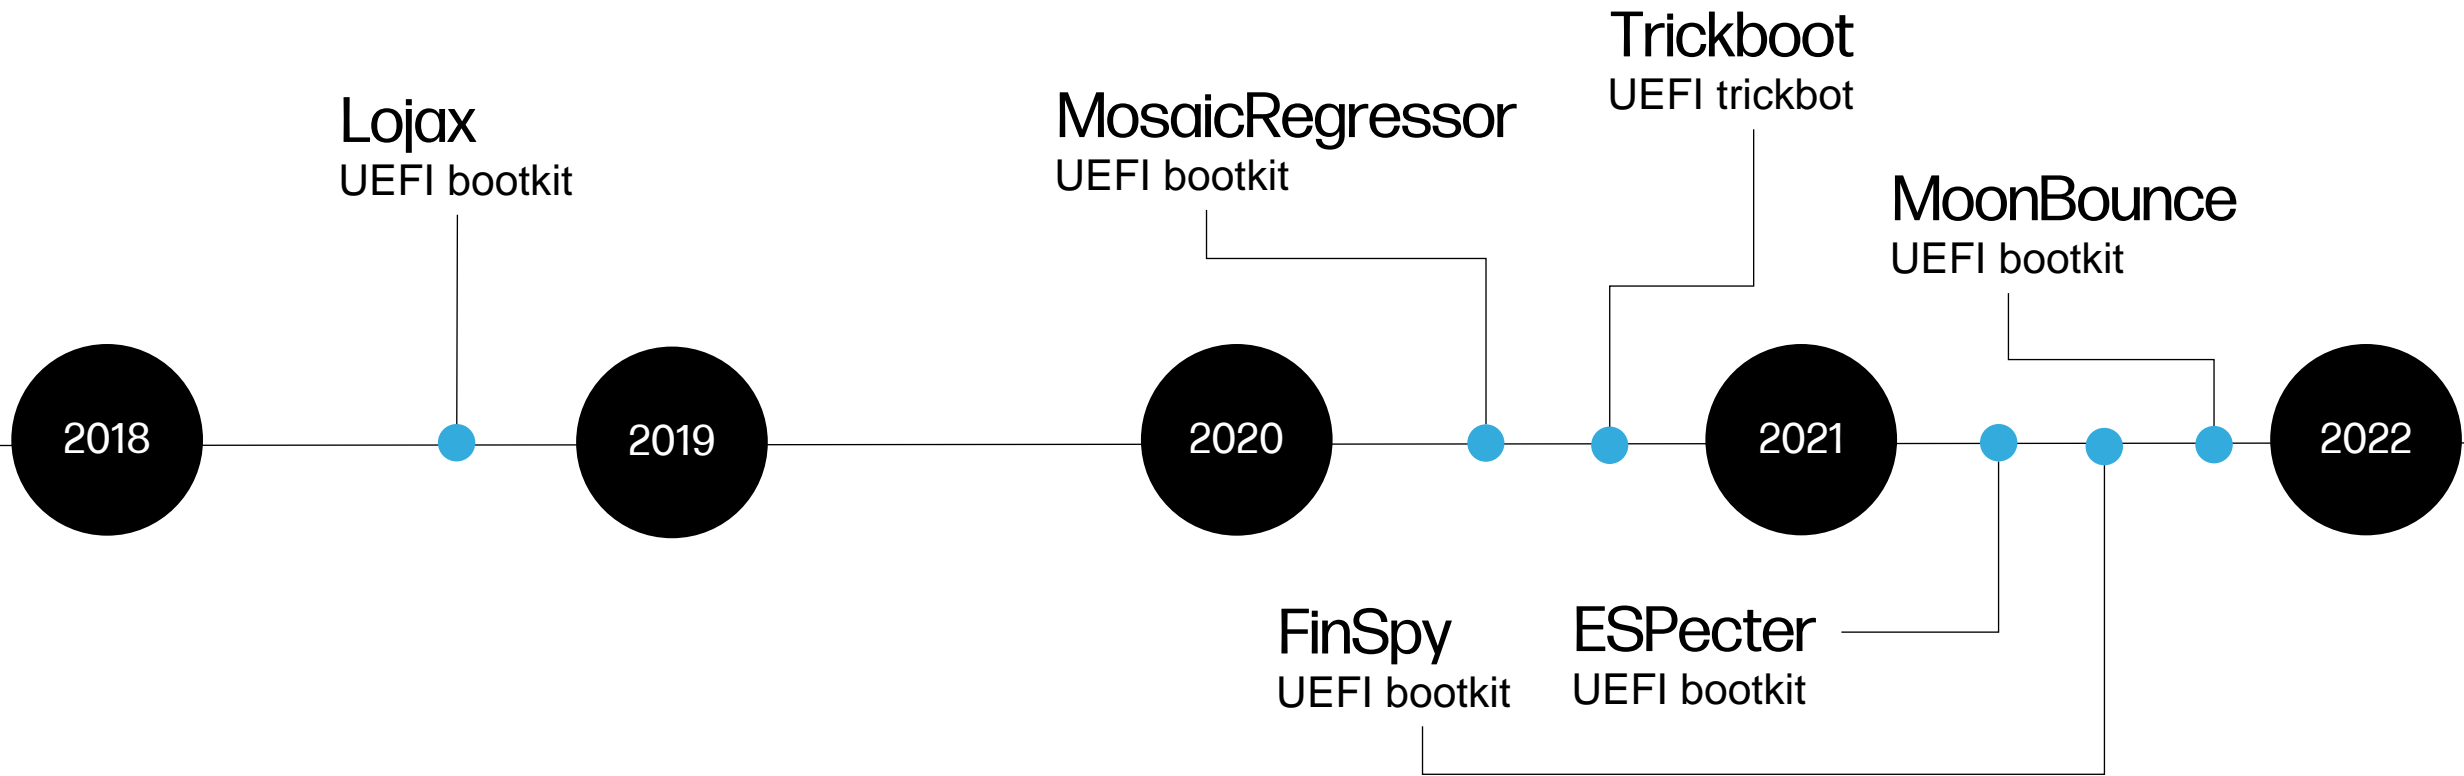 Trickboot
UEFI trickbot
Lojax
UEFI bootkit
MosaicRegressor
UEFI bootkit
MoonBounce
UEFI bootkit
2018
2019
2020
2021
2022
FinSpy
UEFI bootkit
ESPecter
UEFI bootkit